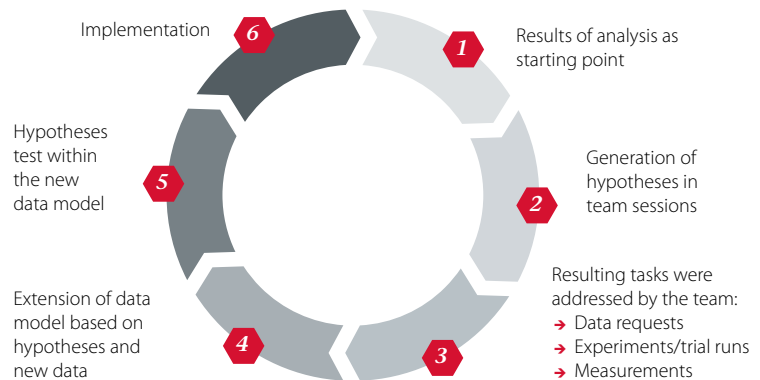 1
Results of analysis as
starting point
2
Generation of
hypotheses in
team sessions
3
Resulting tasks were
addressed by the team:
→ Data requests
→ Experiments/trial runs
→ Measurements
4
Extension of data
model based on
hypotheses and
new data
5
Hypotheses
test within
the new
data model
6
Implementation